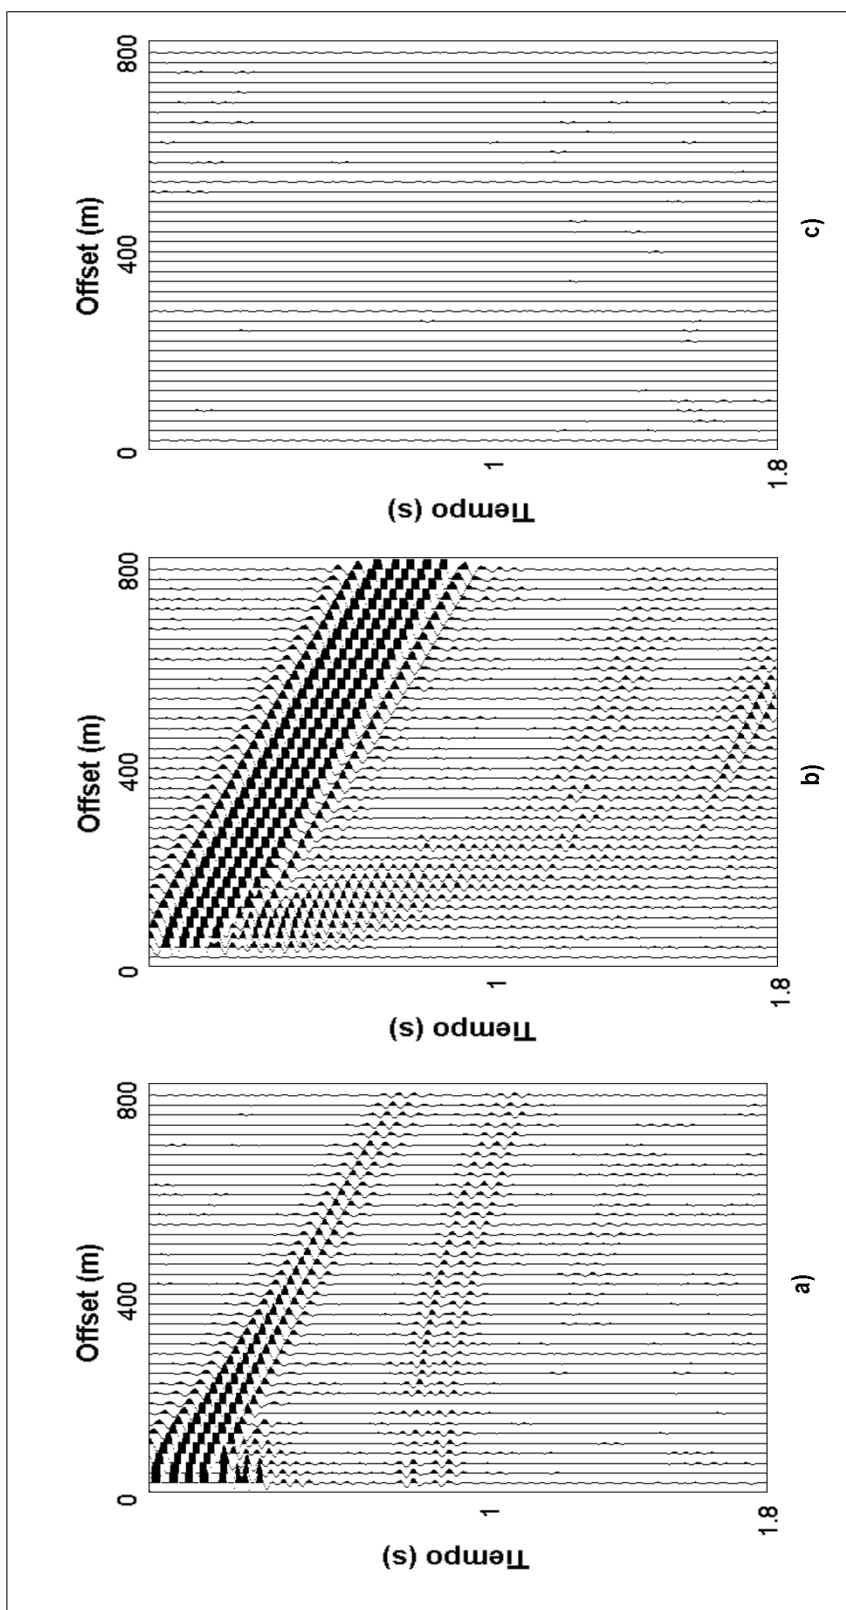 Offset (m)
0 400 800
Tiempo (s)
1
1.8
a)
Offset (m)
0 400 800
Tiempo (s)
1
1.8
b)
Offset (m)
0 400 800
Tiempo (s)
1
1.8
c)